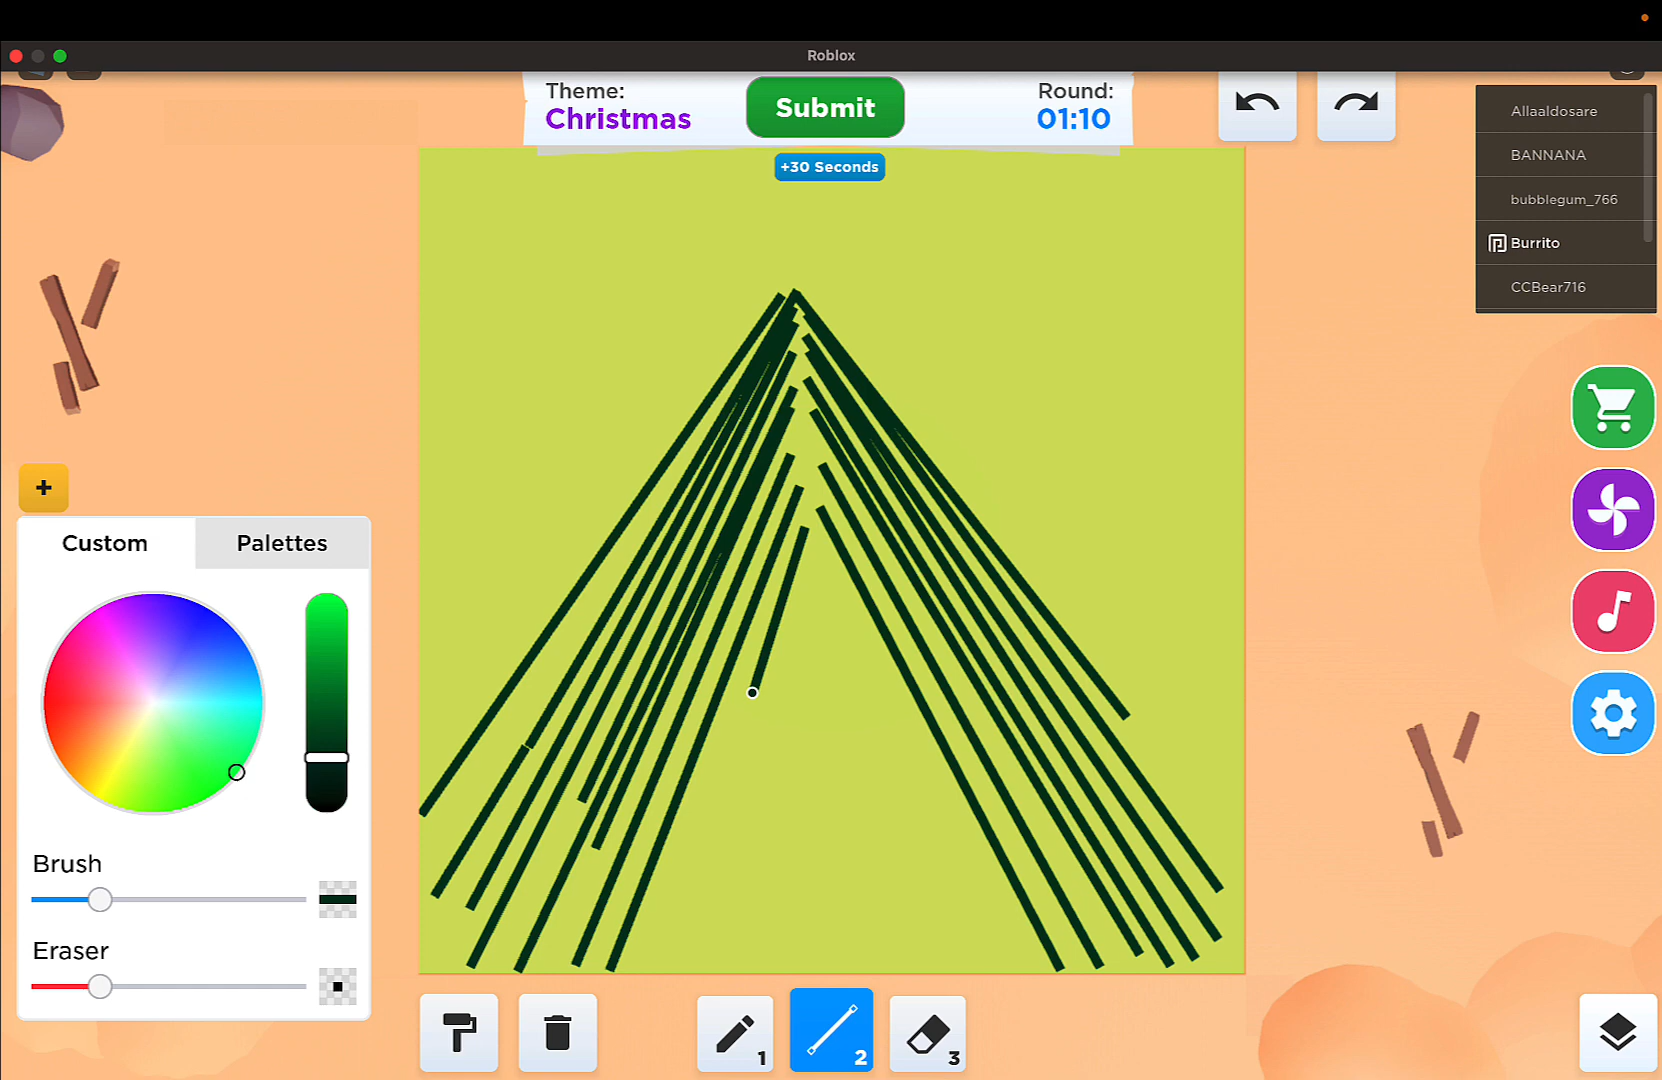 Roblox
Theme:
Christmas
Submit
Round:
01:10
+30 Seconds
Allaaldosare
BANNANA
bubblegum_766
Burrito
CCBear716
+
Custom
Palettes
Brush
Eraser
1
2
3